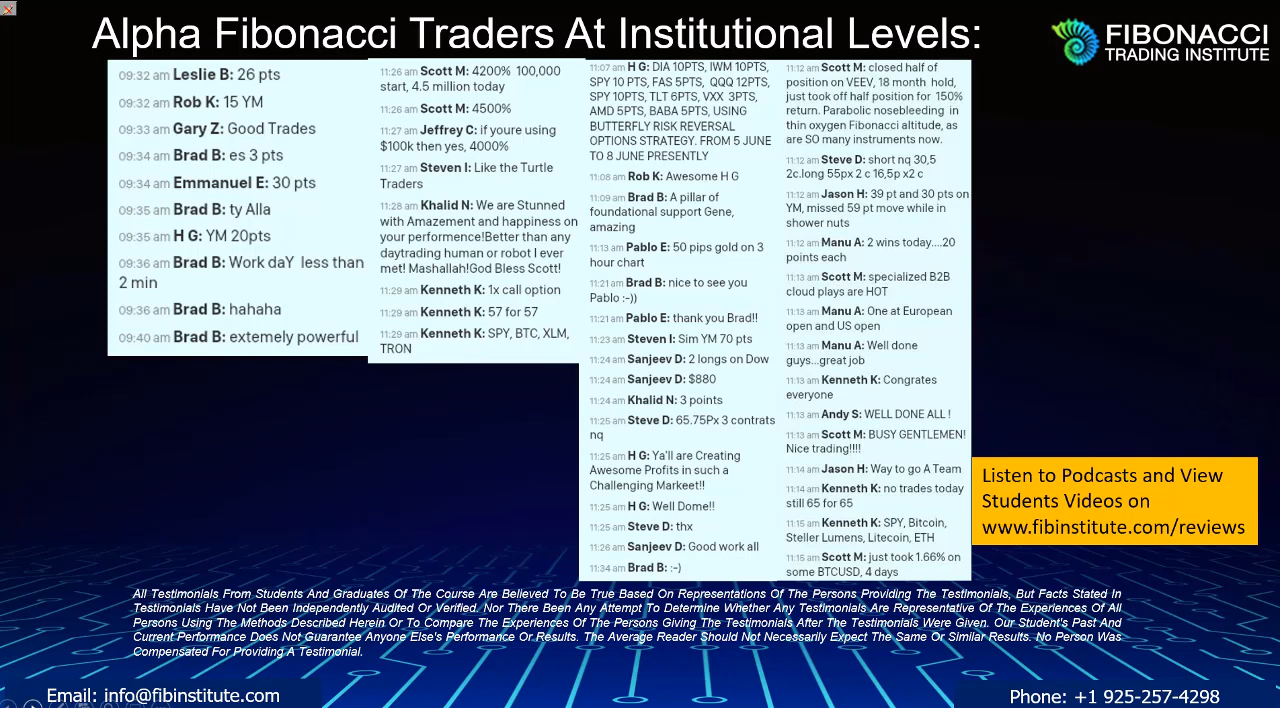 Alpha Fibonacci Traders At Institutional Levels:
FIBONACCI
TRADING INSTITUTE
09:32 am Leslie B: 26 pts
09:32 am Rob K: 15 YM
09:33 am Gary Z: Good Trades
09:34 am Brad B: es 3 pts
09:34 am Emmanuel E: 30 pts
09:35 am Brad B: ty Alla
09:35 am H G: YM 20pts
09:36 am Brad B: Work daY less than
2 min
09:36 am Brad B: hahaha
09:40 am Brad B: extemely powerful
11:26 am Scott M: 4200% 100,000
start, 4.5 million today
11:26 am Scott M: 4500%
11:27 am Jeffrey C: if youre using
$100k then yes, 4000%
11:27 am Steven I: Like the Turtle
Traders
11:28 am Khalid N: We are Stunned
with Amazement and happiness on
your performence!Better than any
daytrading human or robot I ever
met! Mashallah!God Bless Scott!
11:29 am Kenneth K: 1x call option
11:29 am Kenneth K: 57 for 57
11:29 am Kenneth K: SPY, BTC, XLM,
TRON
11:07 am H G: DIA 10PTS, IWM 10PTS,
SPY 10 PTS, FAS 5PTS, QQQ 12PTS,
SPY 10PTS, TLT 6PTS, VXX 3PTS,
AMD 5PTS, BABA 5PTS, USING
BUTTERFLY RISK REVERSAL
OPTIONS STRATEGY. FROM 5 JUNE
TO 8 JUNE PRESENTLY
11:08 am Rob K: Awesome H G
11:09 am Brad B: A pillar of
foundational support Gene,
amazing
11:13 am Pablo E: 50 pips gold on 3
hour chart
11:21 am Brad B: nice to see you
Pablo :-))
11:21 am Pablo E: thank you Brad!!
11:23 am Steven I: Sim YM 70 pts
11:24 am Sanjeev D: 2 longs on Dow
11:24 am Sanjeev D: $880
11:24 am Khalid N: 3 points
11:25 am Steve D: 65.75Px 3 contrats
nq
11:25 am H G: Ya'll are Creating
Awesome Profits in such a
Challenging Markeet!!
11:25 am H G: Well Dome!!
11:25 am Steve D: thx
11:26 am Sanjeev D: Good work all
11:34 am Brad B: :-)
11:12 am Scott M: closed half of
position on VEEV, 18 month hold,
just took off half position for 150%
return. Parabolic nosebleeding in
thin oxygen Fibonacci altitude, as
are SO many instruments now.
11:12 am Steve D: short nq 30,5
2c.long 55px 2 c 16,5p x2 c
11:12 am Jason H: 39 pt and 30 pts on
YM, missed 59 pt move while in
shower nuts
11:12 am Manu A: 2 wins today....20
points each
11:13 am Scott M: specialized B2B
cloud plays are HOT
11:13 am Manu A: One at European
open and US open
11:13 am Manu A: Well done
guys...great job
11:13 am Kenneth K: Congrates
everyone
11:13 am Andy S: WELL DONE ALL !
11:13 am Scott M: BUSY GENTLEMEN!
Nice trading!!!!
11:14 am Jason H: Way to go A Team
11:14 am Kenneth K: no trades today
still 65 for 65
11:15 am Kenneth K: SPY, Bitcoin,
Steller Lumens, Litecoin, ETH
11:15 am Scott M: just took 1.66% on
some BTCUSD, 4 days
Listen to Podcasts and View
Students Videos on
www.fibinstitute.com/reviews
All Testimonials From Students And Graduates Of The Course Are Believed To Be True Based On Representations Of The Persons Providing The Testimonials, But Facts Stated In
Testimonials Have Not Been Independently Audited Or Verified. Nor There Been Any Attempt To Determine Whether Any Testimonials Are Representative Of The Experiences Of All
Persons Using The Methods Described Herein Or To Compare The Experiences Of The Persons Giving The Testimonials After The Testimonials Were Given. Our Student's Past And
Current Performance Does Not Guarantee Anyone Else's Performance Or Results. The Average Reader Should Not Necessarily Expect The Same Or Similar Results. No Person Was
Compensated For Providing A Testimonial.
Email: info@fibinstitute.com
Phone: +1 925-257-4298